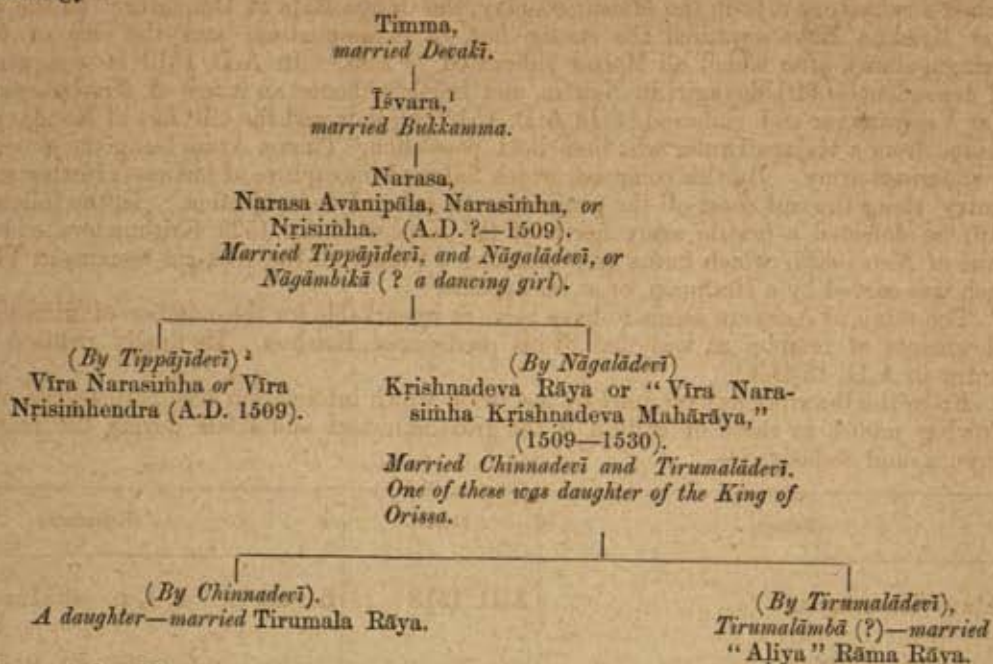 Timma,
married Devakī.
Īśvara,¹
married Bukkamma.
Narasa,
Narasa Avanipāla, Narasiṁha, or
Nṛisiṁha. (A.D. ?—1509).
Married Tippājīdevī, and Nāgalādevī, or
Nāgāmbikā (? a dancing girl).
(By Tippājīdevī) ²
Vīra Narasiṁha or Vīra
Nṛisiṁhendra (A.D. 1509).
(By Nāgalādevī)
Kṛishṇadeva Rāya or “Vīra Nara-
siṁha Kṛishṇadeva Mahārāya,”
(1509—1530).
Married Chinnadevī and Tirumalādevī.
One of these was daughter of the King of
Orissa.
(By Chinnadevī).
A daughter—married Tirumala Rāya.
(By Tirumalādevī),
Tirumalāmbā (?)—married
“Aliya” Rāma Rāya.